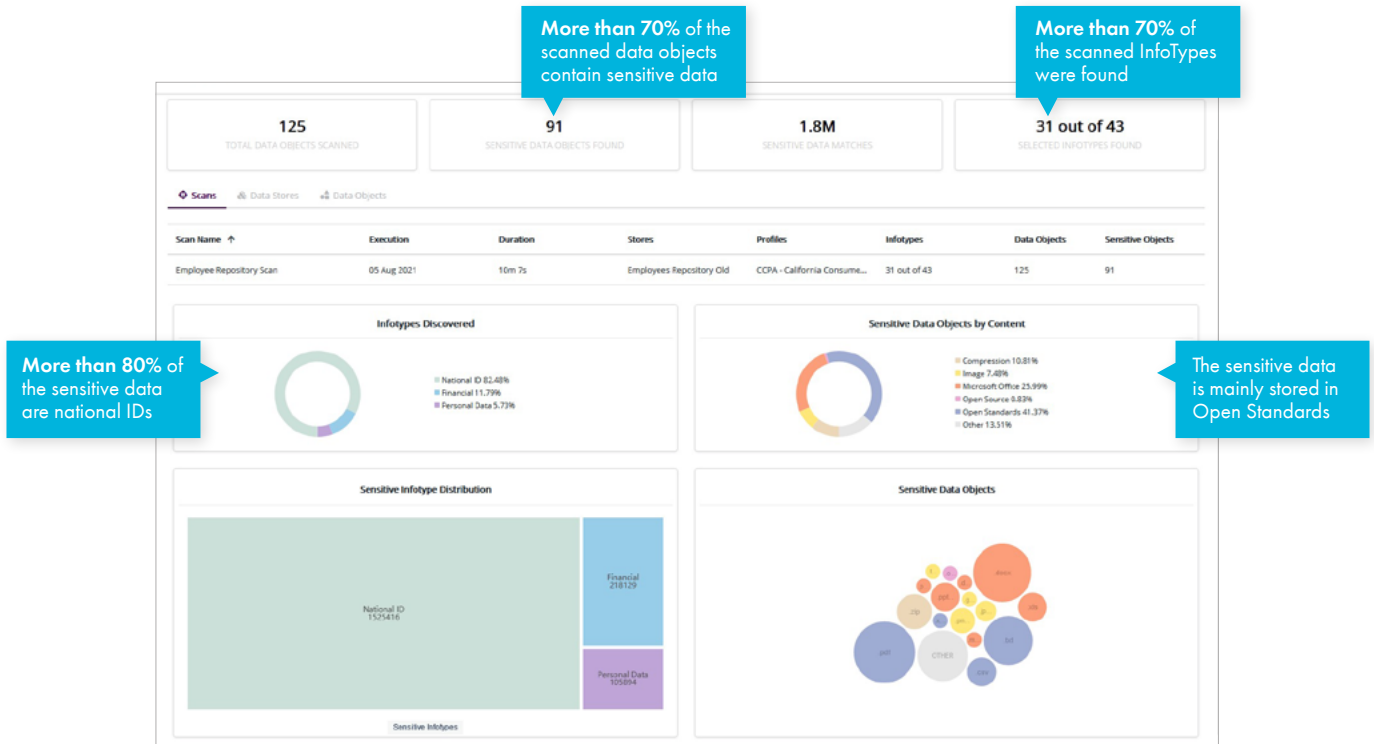 More than 70% of the
scanned data objects
contain sensitive data
More than 70% of
the scanned InfoTypes
were found
125
TOTAL DATA OBJECTS SCANNED
91
SENSITIVE DATA OBJECTS FOUND
1.8M
SENSITIVE DATA MATCHES
31 out of 43
SELECTED INFOTYPES FOUND
Scans Data Stores Data Objects
Scan Name Execution Duration Stores Profiles Infotypes Data Objects Sensitive Objects
Employee Repository Scan 05 Aug 2021 10m 7s Employees Repository Old CCPA - California Consume... 31 out of 43 125 91
More than 80% of
the sensitive data
are national IDs
Infotypes Discovered
National ID 82.48%
Financial 11.79%
Personal Data 5.73%
Sensitive Data Objects by Content
Compression 10.81%
Image 7.48%
Microsoft Office 25.99%
Open Source 0.83%
Open Standards 41.37%
Other 13.51%
The sensitive data
is mainly stored in
Open Standards
Sensitive Infotype Distribution
National ID
1525416
Financial
218129
Personal Data
105894
Sensitive Infotypes
Sensitive Data Objects
.ppt...
.zip
OTHER